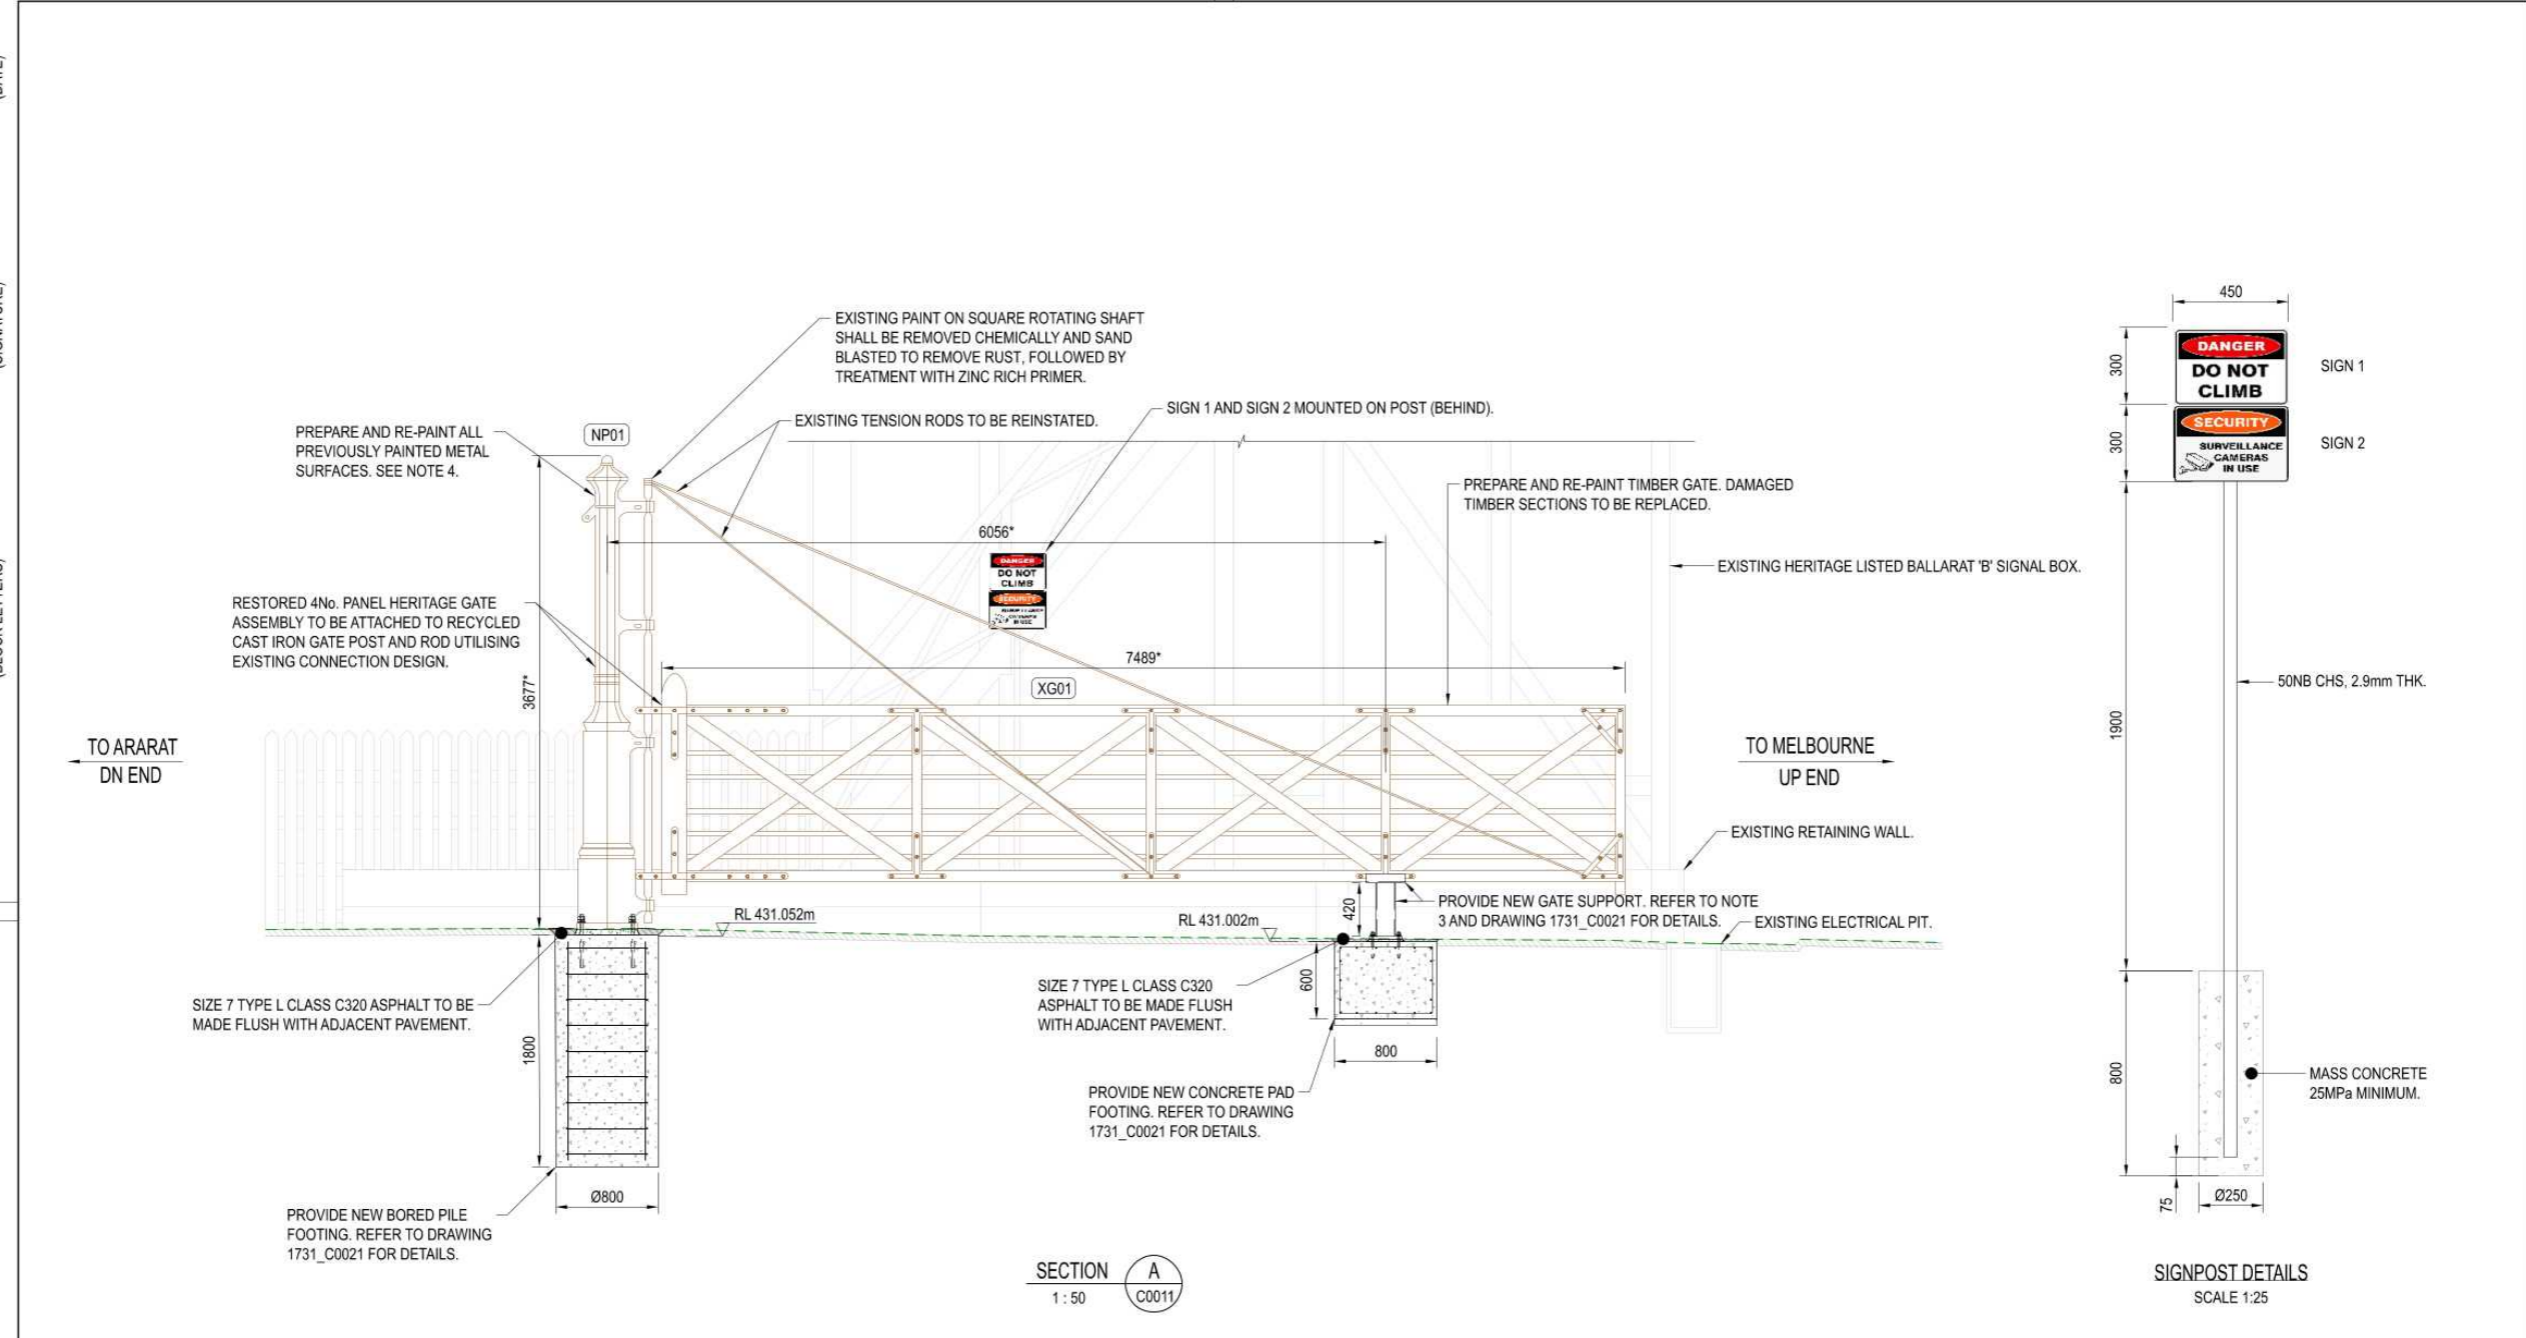 EXISTING PAINT ON SQUARE ROTATING SHAFT
SHALL BE REMOVED CHEMICALLY AND SAND
BLASTED TO REMOVE RUST, FOLLOWED BY
TREATMENT WITH ZINC RICH PRIMER.
EXISTING TENSION RODS TO BE REINSTATED.
SIGN 1 AND SIGN 2 MOUNTED ON POST (BEHIND).
PREPARE AND RE-PAINT ALL
PREVIOUSLY PAINTED METAL
SURFACES. SEE NOTE 4.
NP01
PREPARE AND RE-PAINT TIMBER GATE. DAMAGED
TIMBER SECTIONS TO BE REPLACED.
6056*
DANGER
DO NOT
CLIMB
SECURITY
IN USE
EXISTING HERITAGE LISTED BALLARAT 'B' SIGNAL BOX.
RESTORED 4No. PANEL HERITAGE GATE
ASSEMBLY TO BE ATTACHED TO RECYCLED
CAST IRON GATE POST AND ROD UTILISING
EXISTING CONNECTION DESIGN.
3677*
7489*
XG01
TO ARARAT
DN END
TO MELBOURNE
UP END
EXISTING RETAINING WALL.
RL 431.052m
RL 431.002m
420
PROVIDE NEW GATE SUPPORT. REFER TO NOTE
3 AND DRAWING 1731_C0021 FOR DETAILS.
EXISTING ELECTRICAL PIT.
SIZE 7 TYPE L CLASS C320 ASPHALT TO BE
MADE FLUSH WITH ADJACENT PAVEMENT.
1800
SIZE 7 TYPE L CLASS C320
ASPHALT TO BE MADE FLUSH
WITH ADJACENT PAVEMENT.
600
800
PROVIDE NEW CONCRETE PAD
FOOTING. REFER TO DRAWING
1731_C0021 FOR DETAILS.
Ø800
PROVIDE NEW BORED PILE
FOOTING. REFER TO DRAWING
1731_C0021 FOR DETAILS.
SECTION
1 : 50
A
C0011
450
300
DANGER
DO NOT
CLIMB
SIGN 1
300
SECURITY
SURVEILLANCE
CAMERAS
IN USE
SIGN 2
1900
50NB CHS, 2.9mm THK.
800
MASS CONCRETE
25MPa MINIMUM.
75
Ø250
SIGNPOST DETAILS
SCALE 1:25